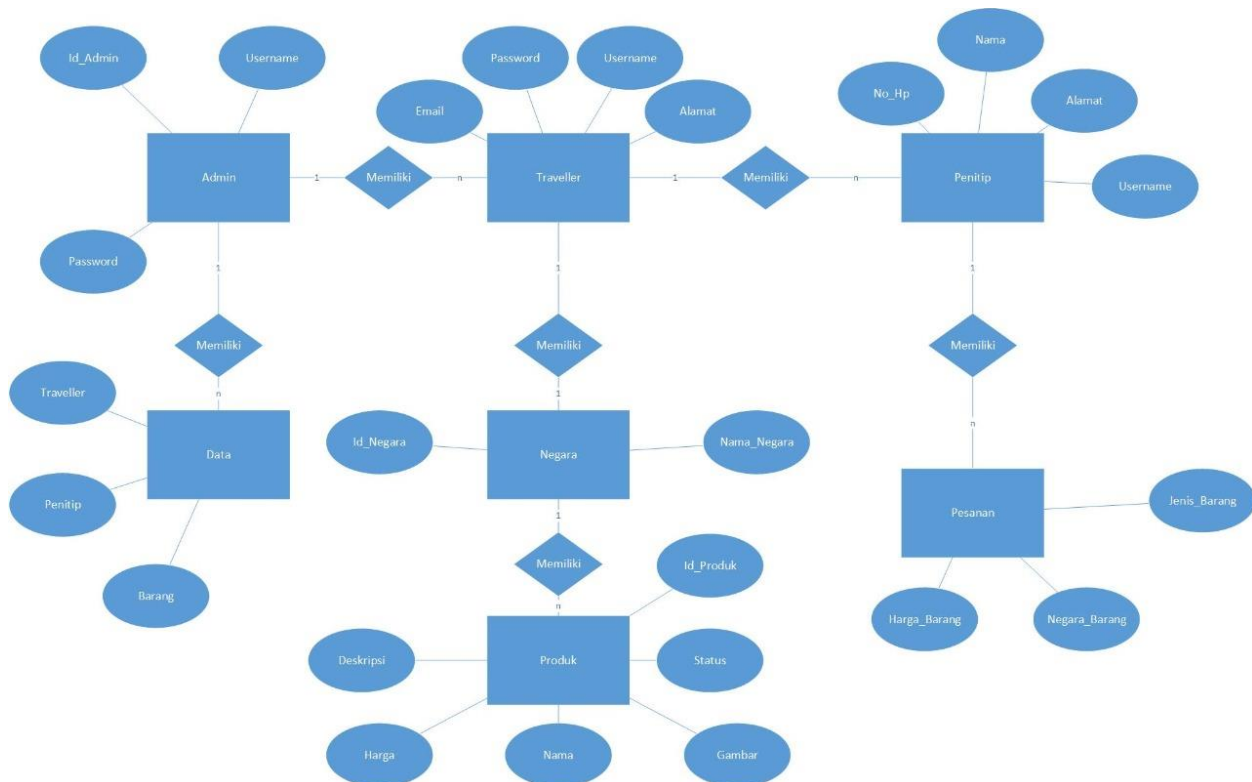 Nama
Id_Admin
Username
Password
Username
No_Hp
Alamat
Email
Alamat
Admin
1
Memiliki
n
Traveller
1
Memiliki
n
Penitip
Username
Password
1
1
1
Memiliki
Memiliki
Memiliki
Traveller
n
1
Data
Id_Negara
Negara
Nama_Negara
n
Penitip
Pesanan
Jenis_Barang
1
Memiliki
Id_Produk
Barang
n
Harga_Barang
Negara_Barang
Deskripsi
Produk
Status
Harga
Nama
Gambar